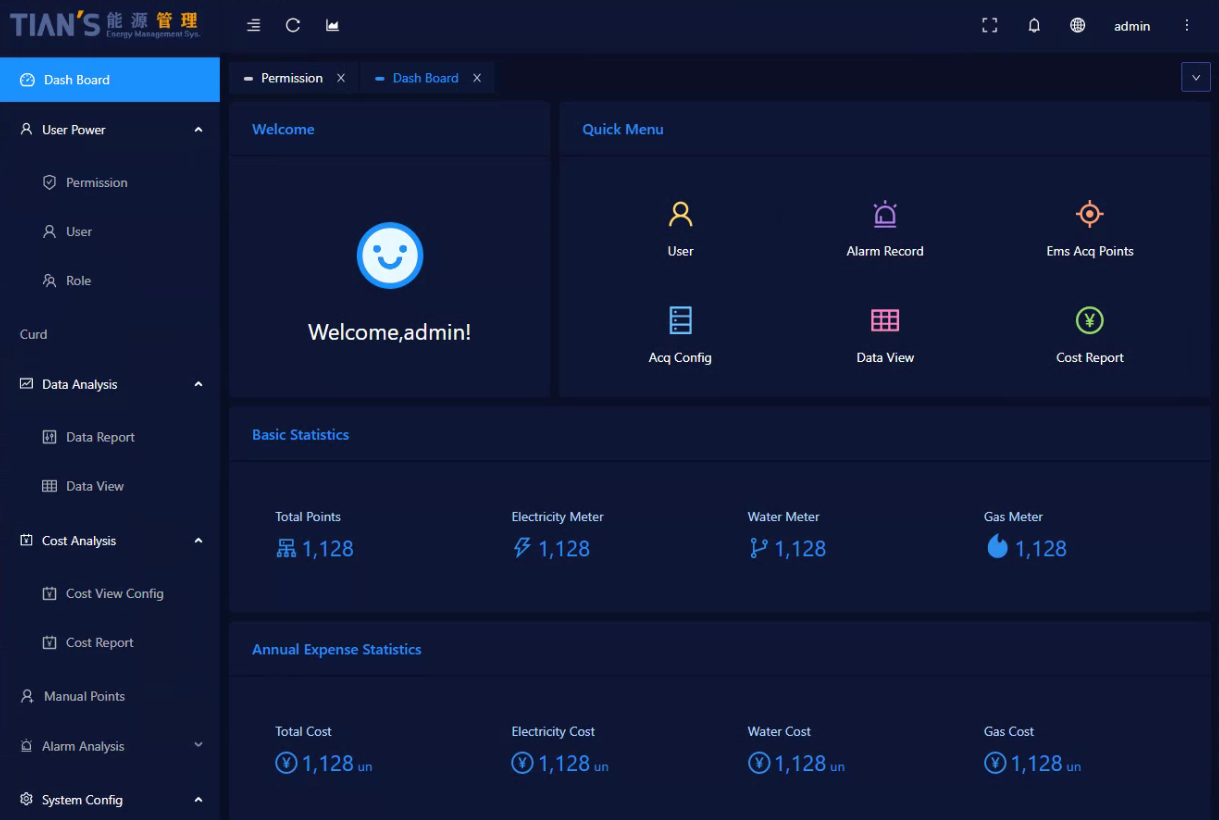 TIAN'S 能源管理
Energy Management Sys.
admin
Dash Board
User Power
Permission
User
Role
Curd
Data Analysis
Data Report
Data View
Cost Analysis
Cost View Config
Cost Report
Manual Points
Alarm Analysis
System Config
Permission
Dash Board
Welcome
Welcome,admin!
Quick Menu
User
Alarm Record
Ems Acq Points
Acq Config
Data View
Cost Report
Basic Statistics
Total Points
1,128
Electricity Meter
1,128
Water Meter
1,128
Gas Meter
1,128
Annual Expense Statistics
Total Cost
¥ 1,128 un
Electricity Cost
¥ 1,128 un
Water Cost
¥ 1,128 un
Gas Cost
¥ 1,128 un